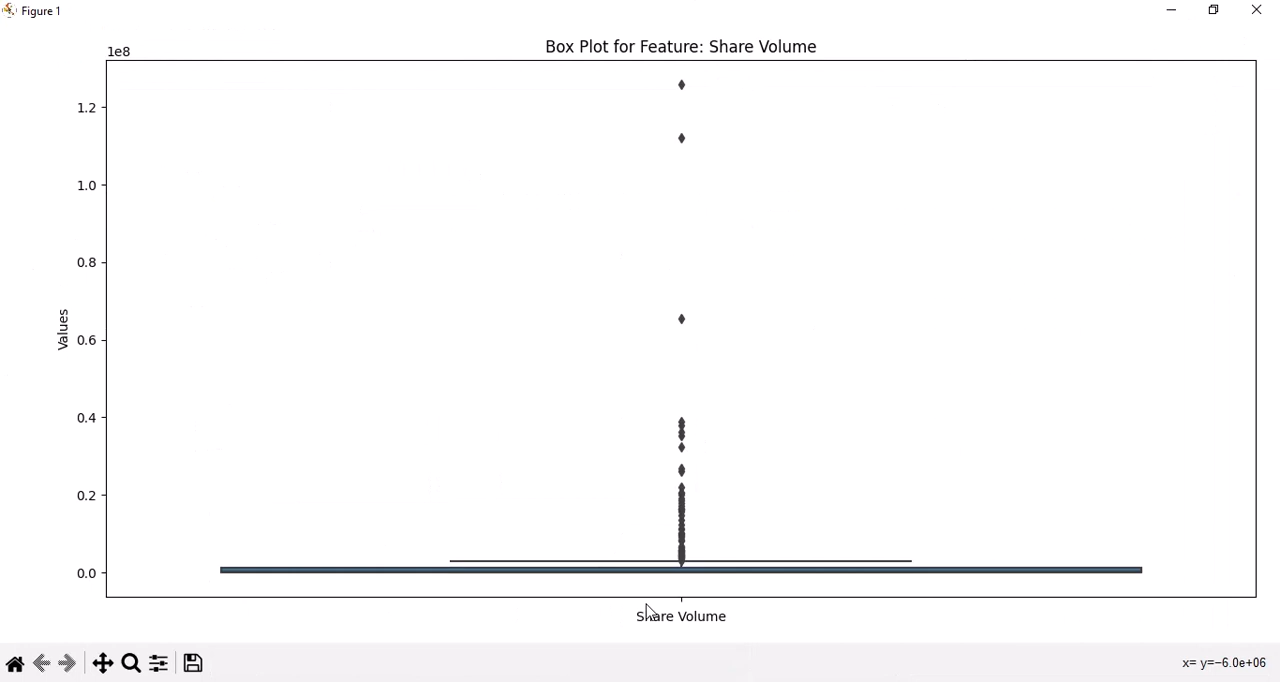 Figure 1
Box Plot for Feature: Share Volume
1e8
1.2
1.0
0.8
0.6
0.4
0.2
0.0
Values
Share Volume
x= y=−6.0e+06